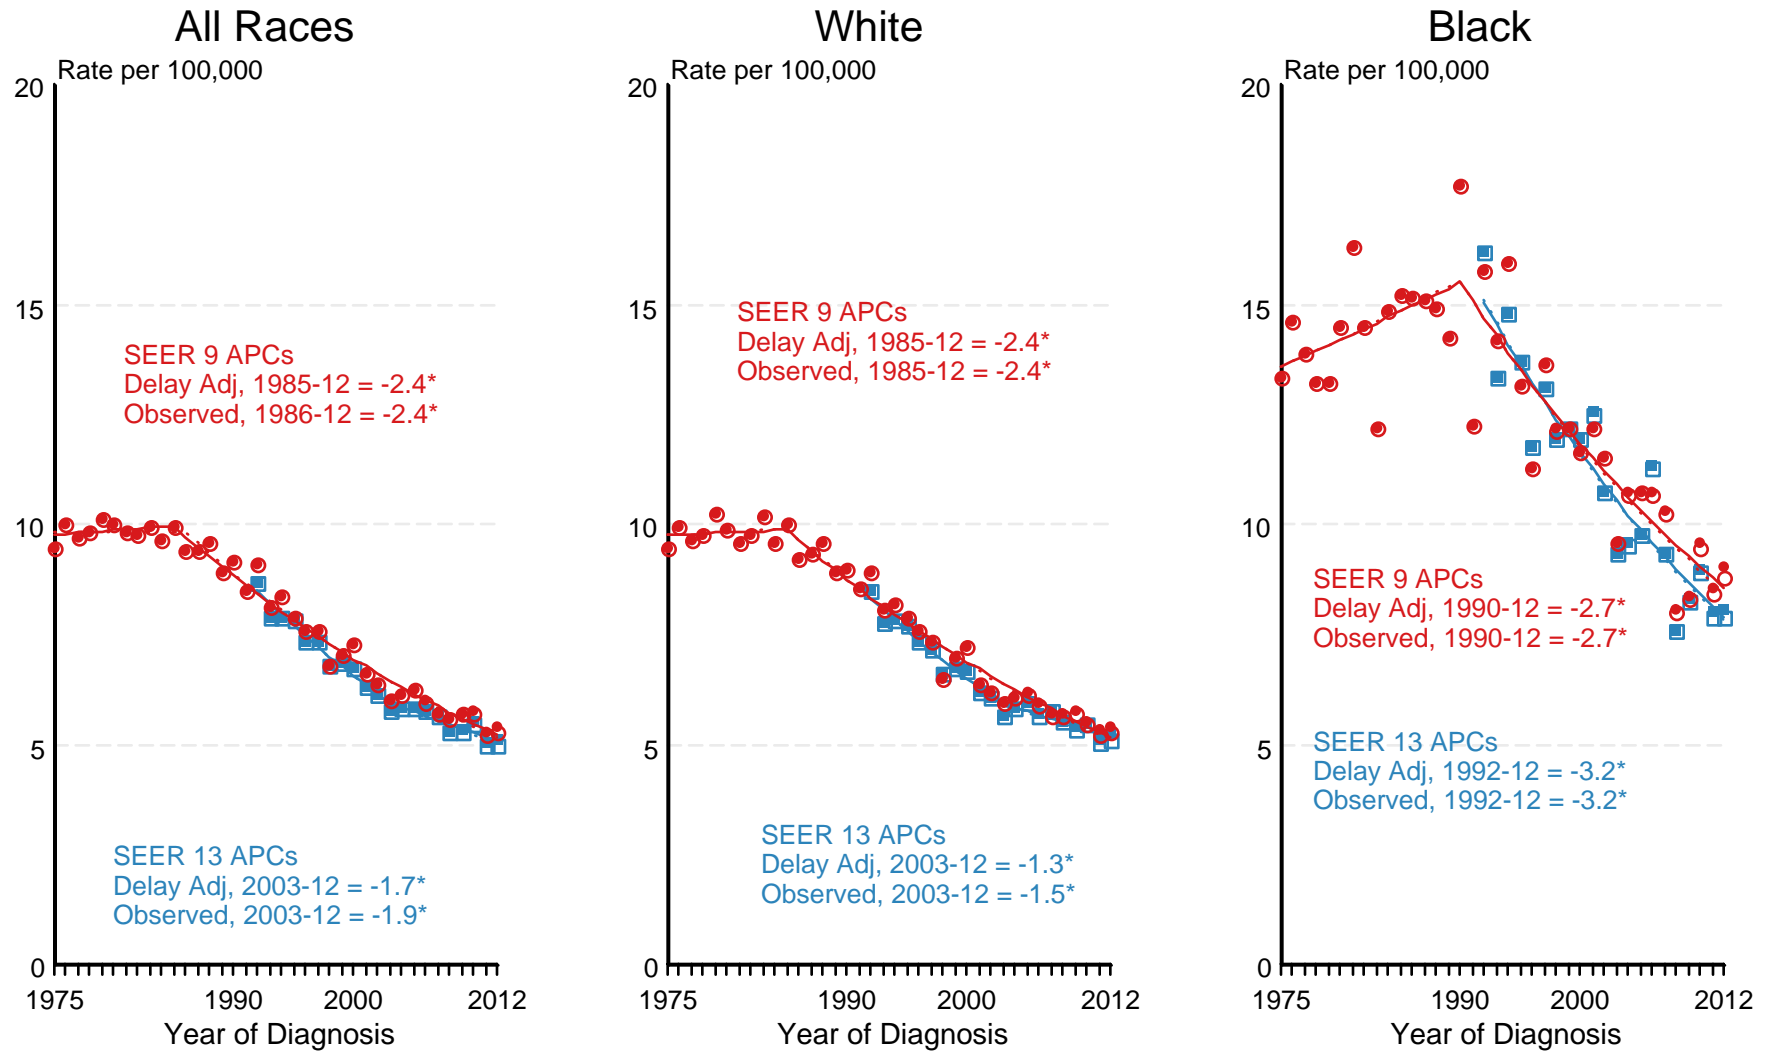 All Races
Rate per 100,000
20
15
10
5
0
SEER 9 APCs
Delay Adj, 1985-12 = -2.4*
Observed, 1986-12 = -2.4*
SEER 13 APCs
Delay Adj, 2003-12 = -1.7*
Observed, 2003-12 = -1.9*
1975 1990 2000 2012
Year of Diagnosis
White
Rate per 100,000
20
15
10
5
0
SEER 9 APCs
Delay Adj, 1985-12 = -2.4*
Observed, 1985-12 = -2.4*
SEER 13 APCs
Delay Adj, 2003-12 = -1.3*
Observed, 2003-12 = -1.5*
1975 1990 2000 2012
Year of Diagnosis
Black
Rate per 100,000
20
15
10
5
0
SEER 9 APCs
Delay Adj, 1990-12 = -2.7*
Observed, 1990-12 = -2.7*
SEER 13 APCs
Delay Adj, 1992-12 = -3.2*
Observed, 1992-12 = -3.2*
1975 1990 2000 2012
Year of Diagnosis